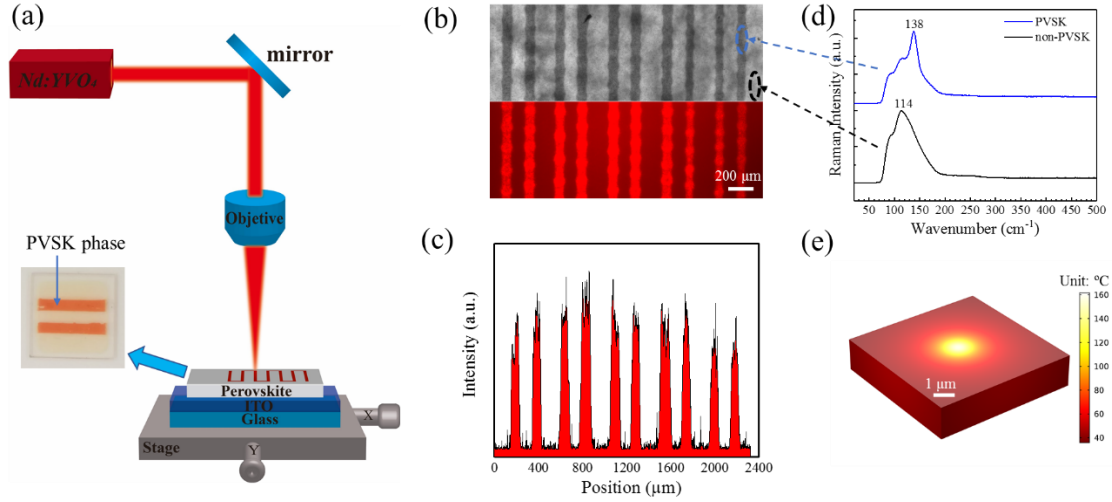 (a)
Nd:YVO₄
mirror
Objetive
PVSK phase
Perovskite
ITO
Glass
Stage
X
Y
(b)
200 μm
(c)
Intensity (a.u.)
0 400 800 1200 1600 2000 2400
Position (μm)
(d)
138
PVSK
non-PVSK
114
Raman Intensity (a.u.)
50 100 150 200 250 300 350 400 450 500
Wavenumber (cm⁻¹)
(e)
Unit: ℃
160
140
120
100
80
60
40
1 μm